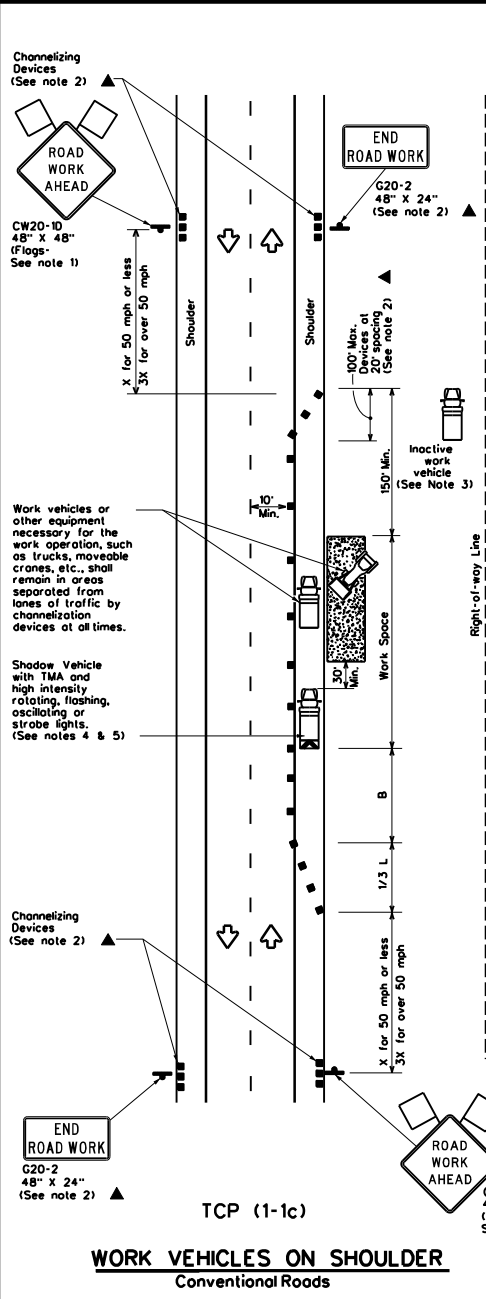 Channelizing
Devices
(See note 2)
ROAD
WORK
AHEAD
CW20-1D
48" X 48"
(Flags-
See note 1)
END
ROAD WORK
G20-2
48" X 24"
(See note 2)
X for 50 mph or less
3X for over 50 mph
Shoulder
Shoulder
100' Max.
Devices at
20' spacing
(See note 2)
150' Min.
Inactive
work
vehicle
(See Note 3)
10'
Min.
Right-of-way Line
Work vehicles or
other equipment
necessary for the
work operation, such
as trucks, moveable
cranes, etc., shall
remain in areas
separated from
lanes of traffic by
channelization
devices at all times.
Work Space
30'
Min.
Shadow Vehicle
with TMA and
high intensity
rotating, flashing,
oscillating or
strobe lights.
(See notes 4 & 5)
B
1/3 L
Channelizing
Devices
(See note 2)
X for 50 mph or less
3X for over 50 mph
END
ROAD WORK
G20-2
48" X 24"
(See note 2)
ROAD
WORK
AHEAD
TCP (1-1c)
WORK VEHICLES ON SHOULDER
Conventional Roads